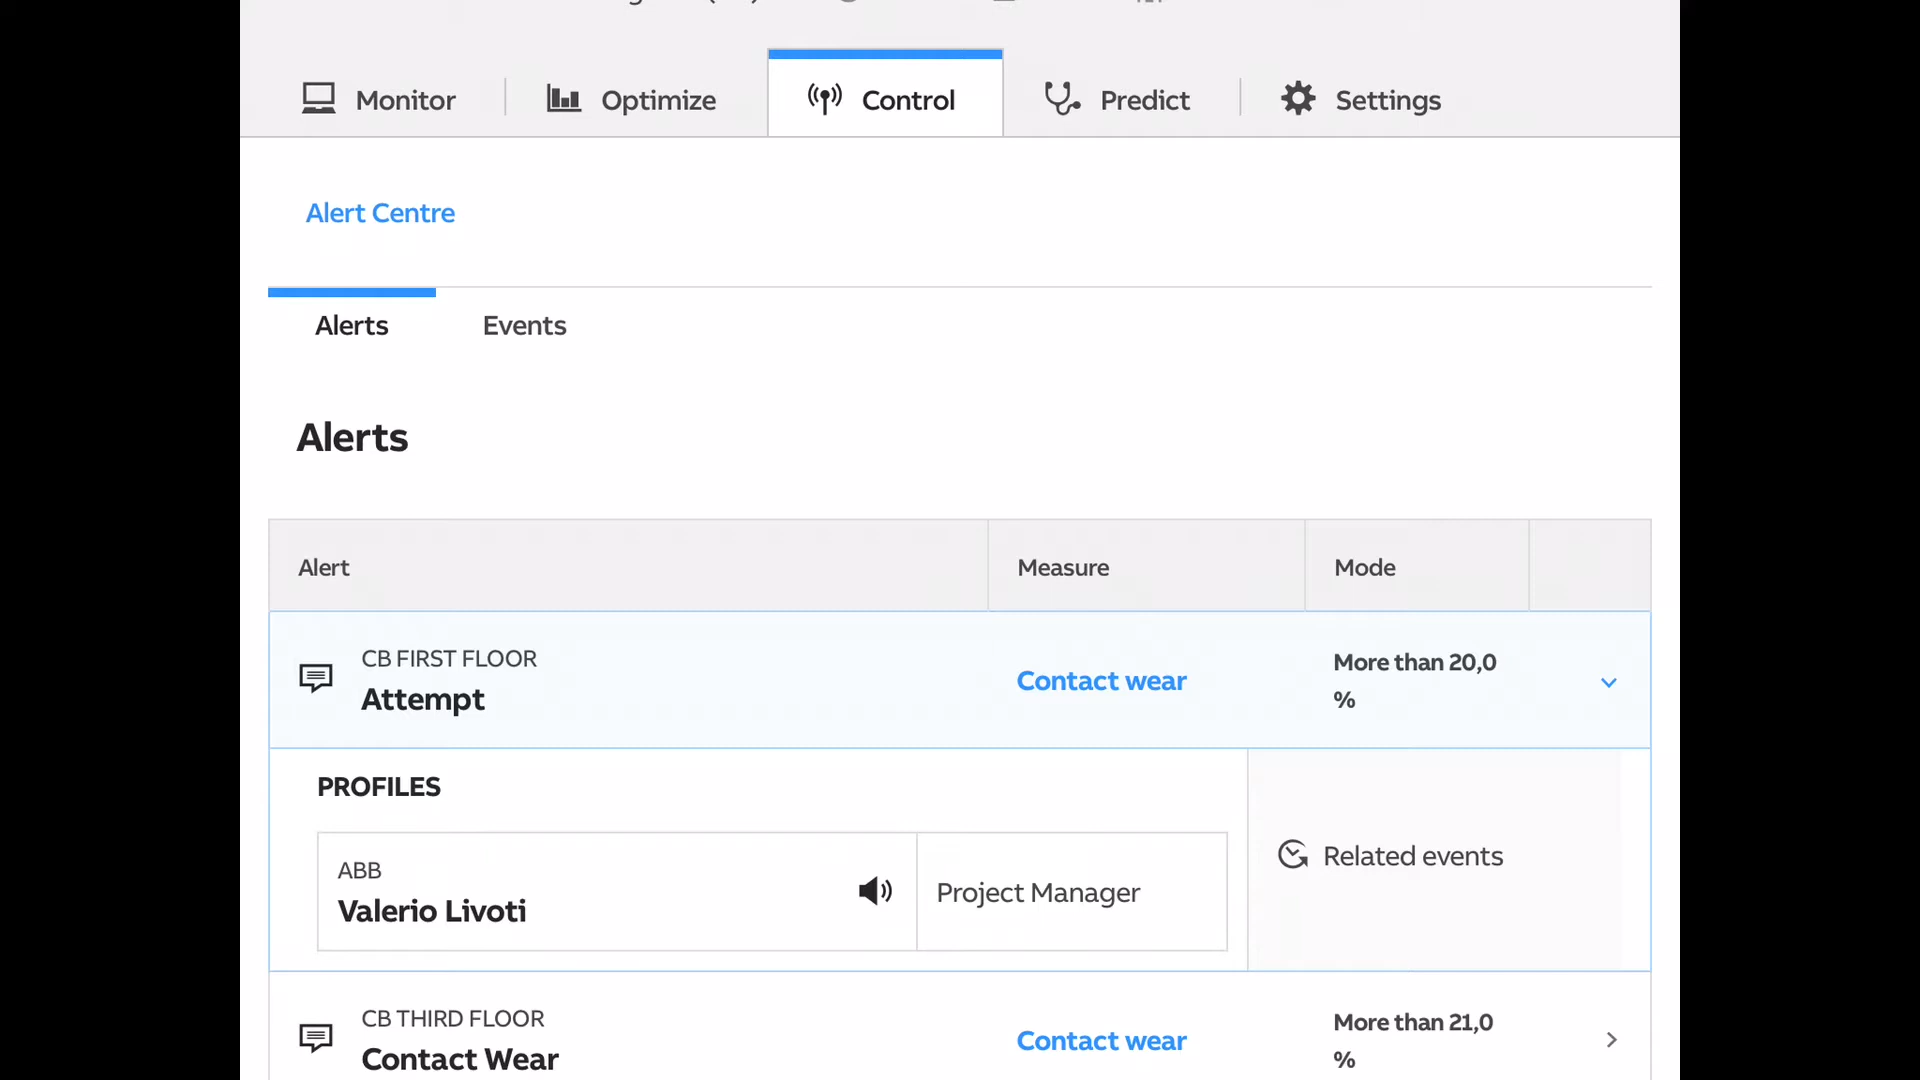 Monitor
Optimize
Control
Predict
Settings
Alert Centre
Alerts
Events
Alerts
Alert
Measure
Mode
CB FIRST FLOOR
Attempt
Contact wear
More than 20,0
%
PROFILES
ABB
Valerio Livoti
Project Manager
Related events
CB THIRD FLOOR
Contact Wear
Contact wear
More than 21,0
%